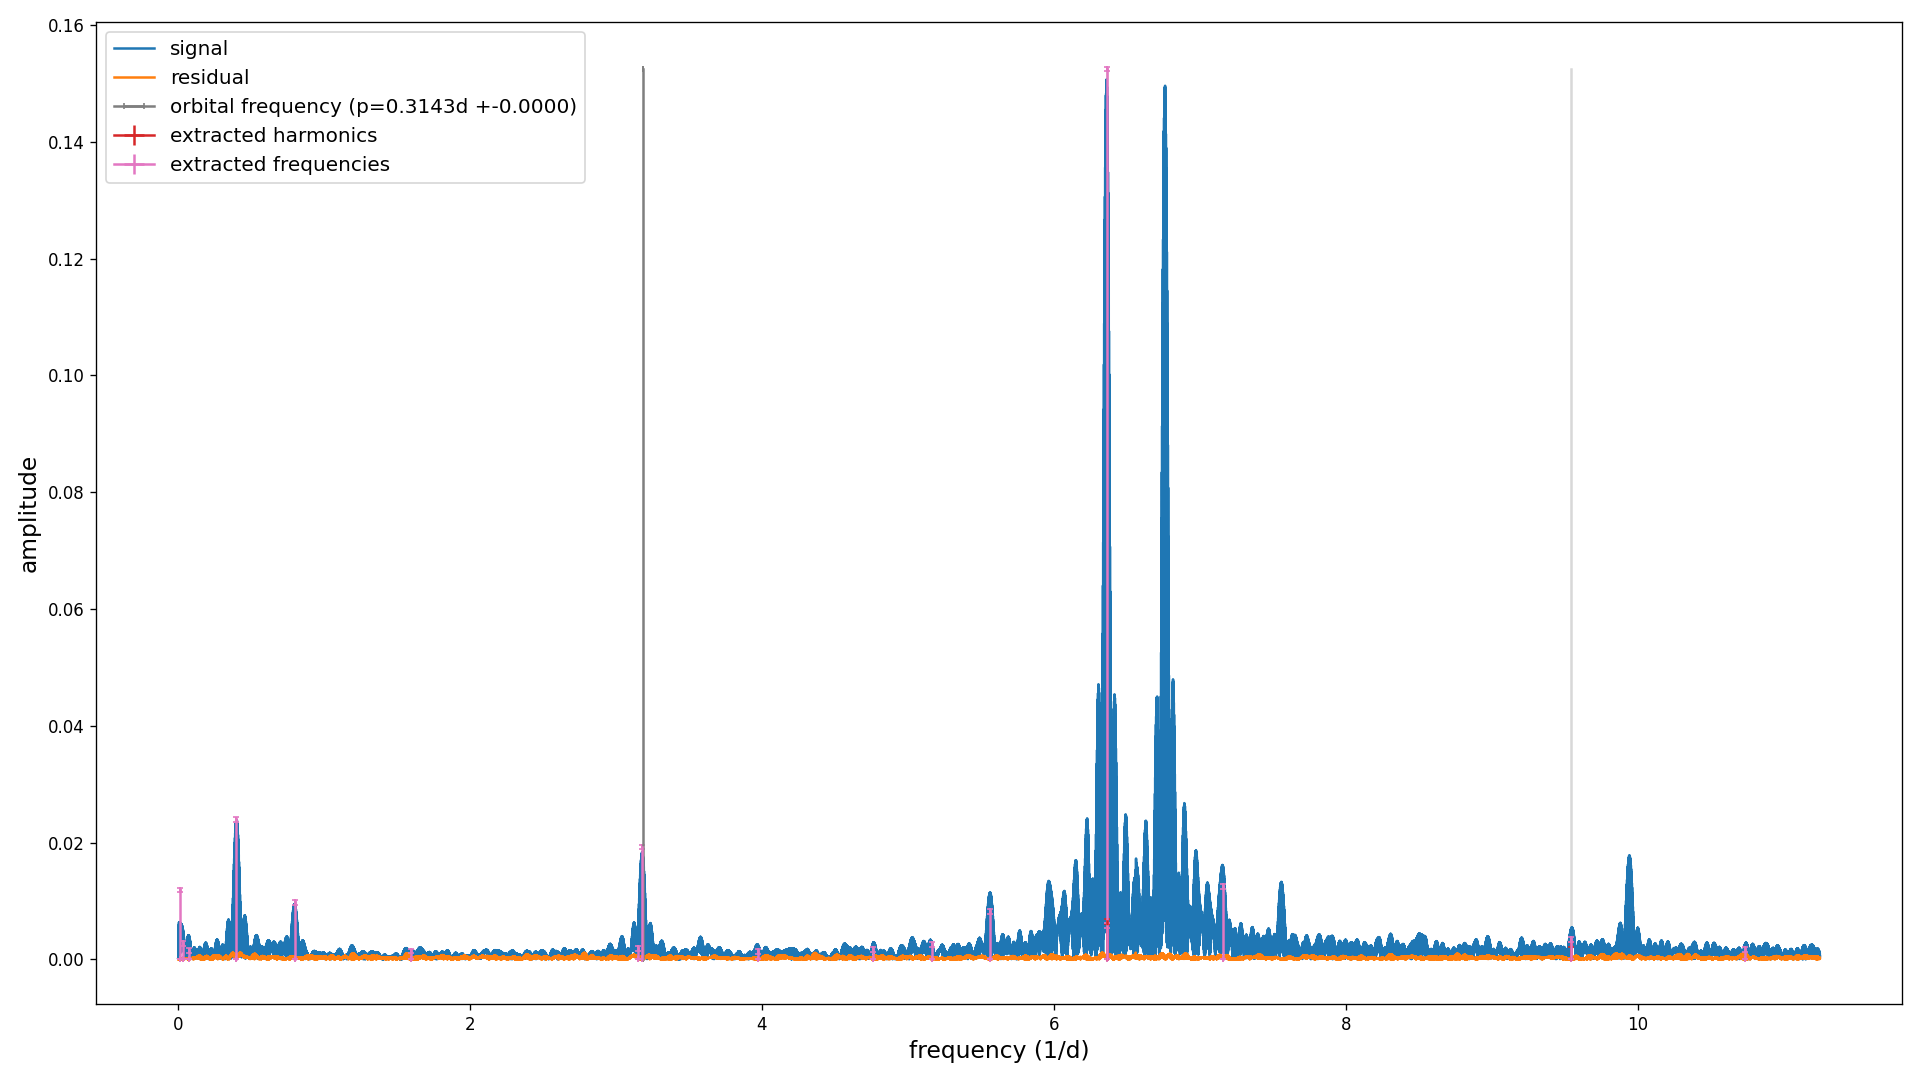 signal
residual
orbital frequency (p=0.3143d +-0.0000)
extracted harmonics
extracted frequencies
0.16
0.14
0.12
0.10
0.08
0.06
0.04
0.02
0.00
amplitude
0 2 4 6 8 10
frequency (1/d)